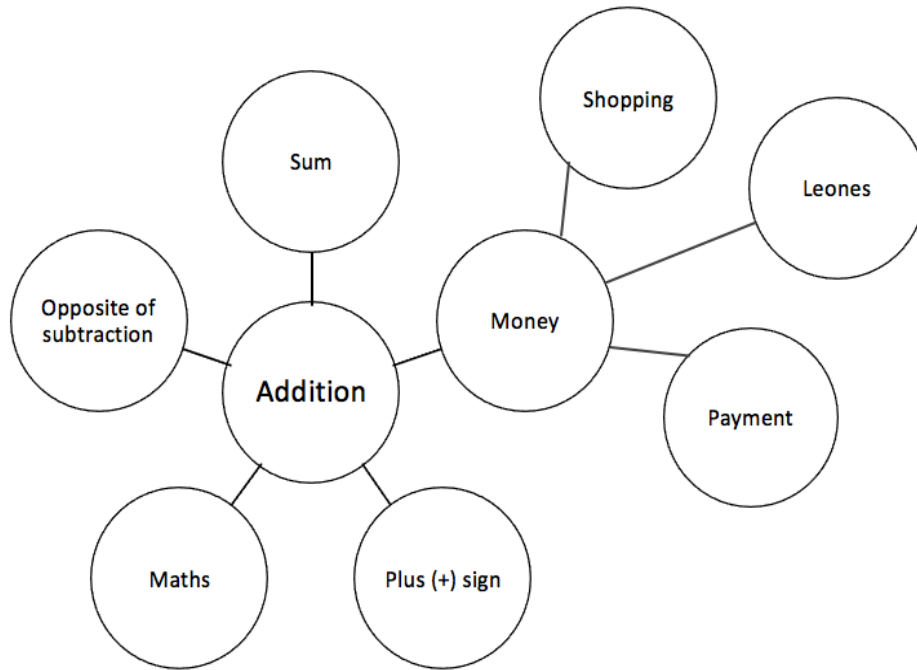 Shopping
Sum
Leones
Opposite of
subtraction
Money
Addition
Payment
Maths
Plus (+) sign